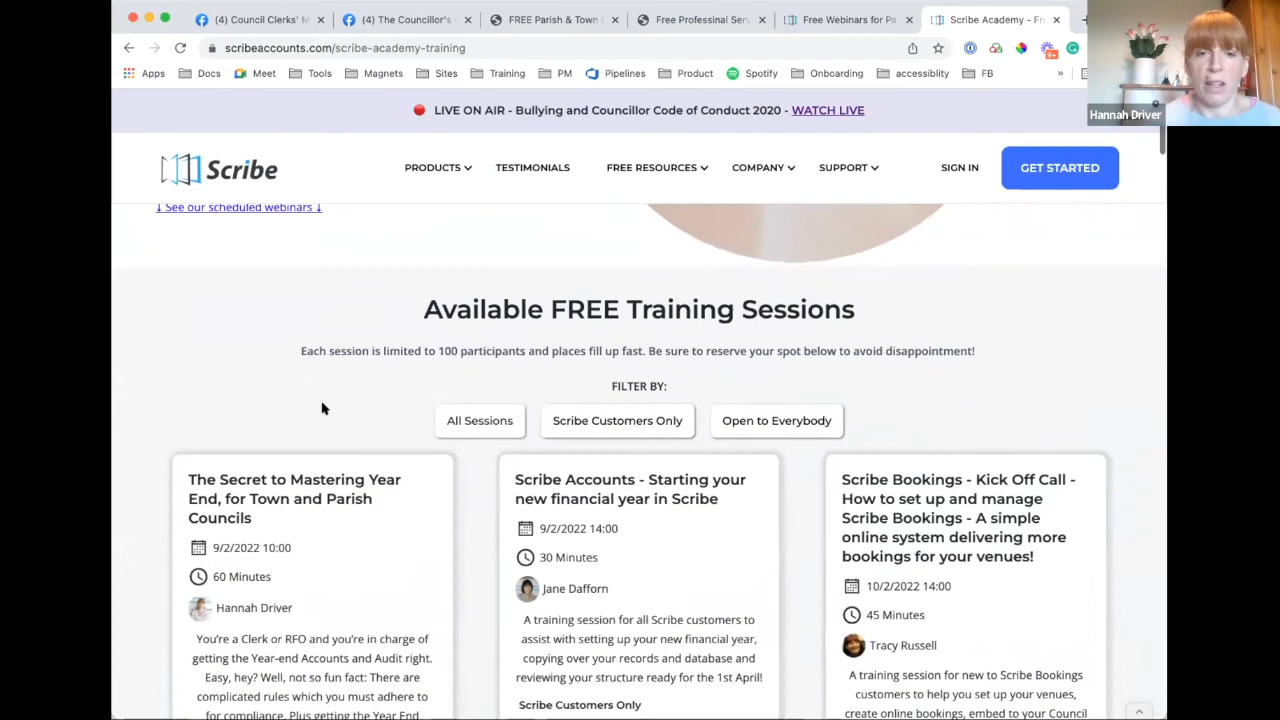 (4) Council Clerks' M
(4) The Councillor's
FREE Parish & Town
Free Professinal Serv
Free Webinars for Pa
Scribe Academy - Fr
scribeaccounts.com/scribe-academy-training
9+
Apps
Docs
Meet
Tools
Magnets
Sites
Training
PM
Pipelines
Product
Spotify
Onboarding
accessiblity
FB
»
Hannah Driver
LIVE ON AIR - Bullying and Councillor Code of Conduct 2020 - WATCH LIVE
Scribe
PRODUCTS
TESTIMONIALS
FREE RESOURCES
COMPANY
SUPPORT
SIGN IN
GET STARTED
↓ See our scheduled webinars ↓
Available FREE Training Sessions
Each session is limited to 100 participants and places fill up fast. Be sure to reserve your spot below to avoid disappointment!
FILTER BY:
All Sessions
Scribe Customers Only
Open to Everybody
The Secret to Mastering Year
End, for Town and Parish
Councils
9/2/2022 10:00
60 Minutes
Hannah Driver
You're a Clerk or RFO and you're in charge of
getting the Year-end Accounts and Audit right.
Easy, hey? Well, not so fun fact: There are
complicated rules which you must adhere to
for compliance. Plus getting the Year End
Scribe Accounts - Starting your
new financial year in Scribe
9/2/2022 14:00
30 Minutes
Jane Dafforn
A training session for all Scribe customers to
assist with setting up your new financial year,
copying over your records and database and
reviewing your structure ready for the 1st April!
Scribe Customers Only
Scribe Bookings - Kick Off Call -
How to set up and manage
Scribe Bookings - A simple
online system delivering more
bookings for your venues!
10/2/2022 14:00
45 Minutes
Tracy Russell
A training session for new to Scribe Bookings
customers to help you set up your venues,
create online bookings, embed to your Council